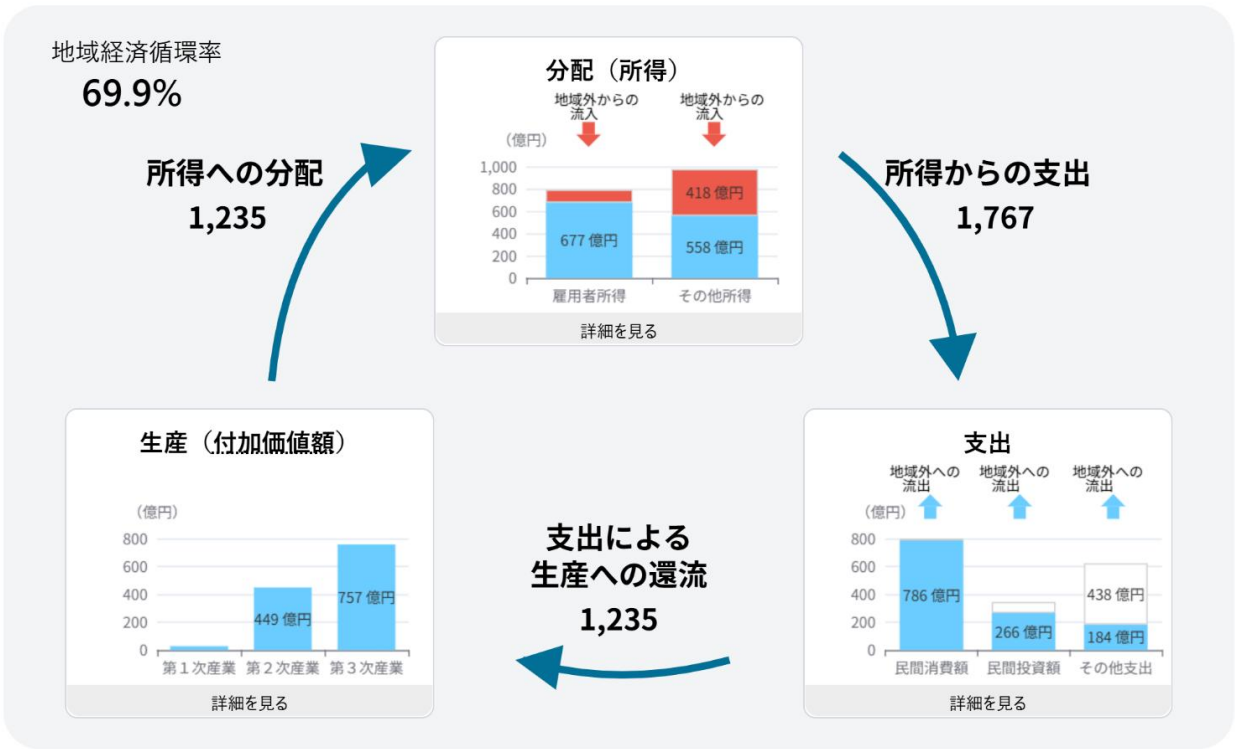 地域経済循環率
69.9%
分配（所得）
地域外からの
流入
地域外からの
流入
（億円）
1,000
800
600
400
200
0
418 億円
677 億円
558 億円
雇用者所得
その他所得
詳細を見る
所得への分配
1,235
所得からの支出
1,767
生産（付加価値額）
（億円）
800
600
400
200
0
757 億円
449 億円
第１次産業
第２次産業
第３次産業
詳細を見る
支出による
生産への還流
1,235
支出
地域外への
流出
地域外への
流出
地域外への
流出
（億円）
800
600
400
200
0
786 億円
438 億円
266 億円
184 億円
民間消費額
民間投資額
その他支出
詳細を見る